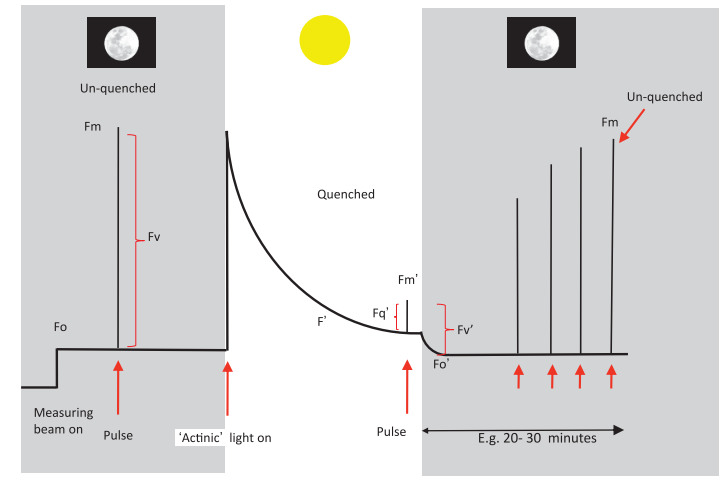 Un-quenched
Fm
Fv
Fo
Measuring
beam on
Pulse
‘Actinic’ light on
Quenched
F’
Fm’
Fq’
Fv’
Fo’
Pulse
Un-quenched
Fm
E.g. 20- 30 minutes